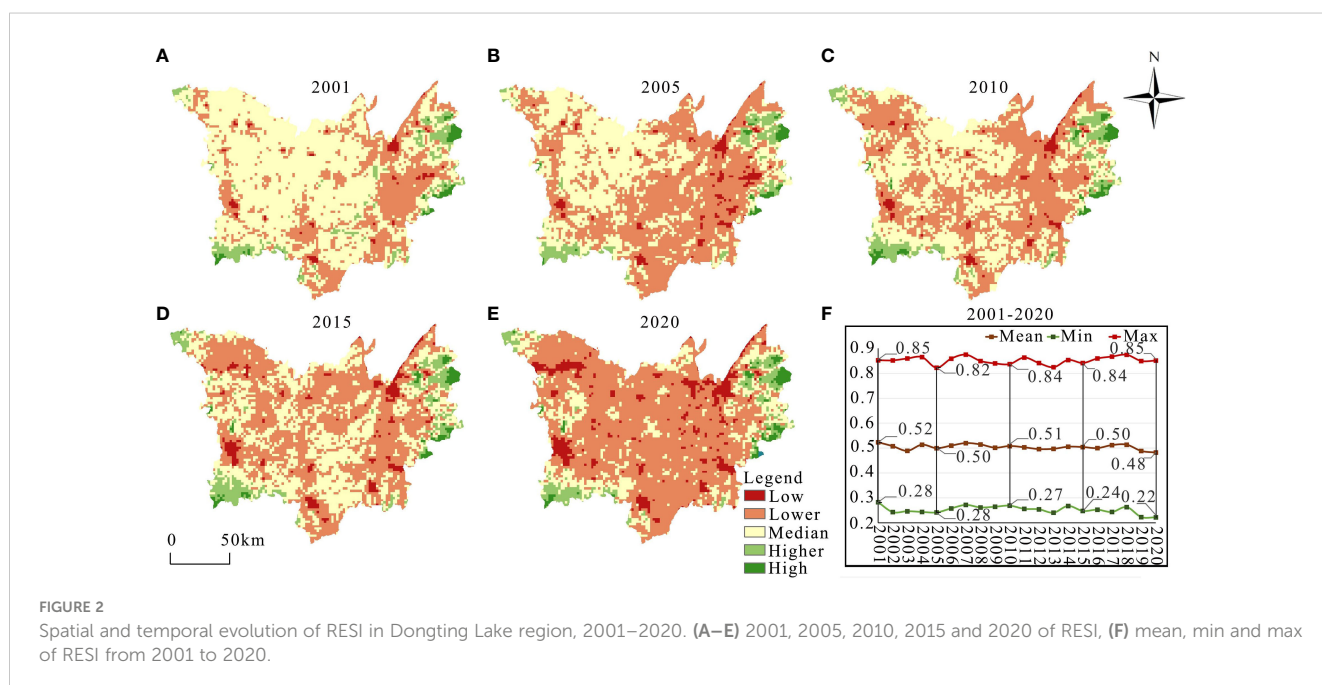 A
2001
B
2005
C
2010
N
D
2015
E
2020
F
2001-2020
Mean Min Max
0.9
0.8
0.6
0.5
0.3
0.2
0.85
0.82
0.84
0.84
0.85
0.52
0.50
0.51
0.50
0.48
0.28
0.28
0.27
0.24
0.22
2001
2002
2003
2004
2005
2006
2007
2008
2009
2010
2011
2012
2013
2014
2015
2016
2017
2018
2019
2020
Legend
Low
Lower
Median
Higher
High
0 50km
FIGURE 2
Spatial and temporal evolution of RESI in Dongting Lake region, 2001–2020. (A–E) 2001, 2005, 2010, 2015 and 2020 of RESI, (F) mean, min and max
of RESI from 2001 to 2020.